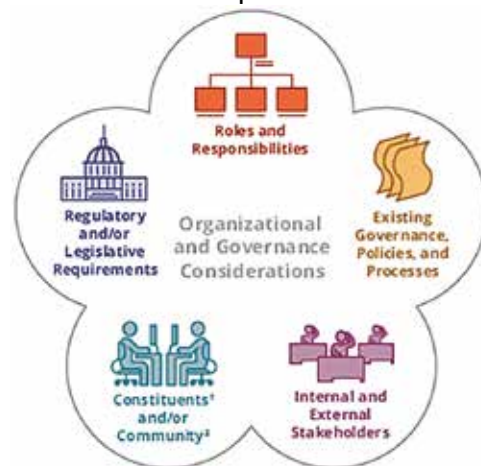 Roles and
Responsibilities
Regulatory
and/or
Legislative
Requirements
Organizational
and Governance
Considerations
Existing
Governance,
Policies, and
Processes
Constituents¹
and/or
Community²
Internal and
External
Stakeholders